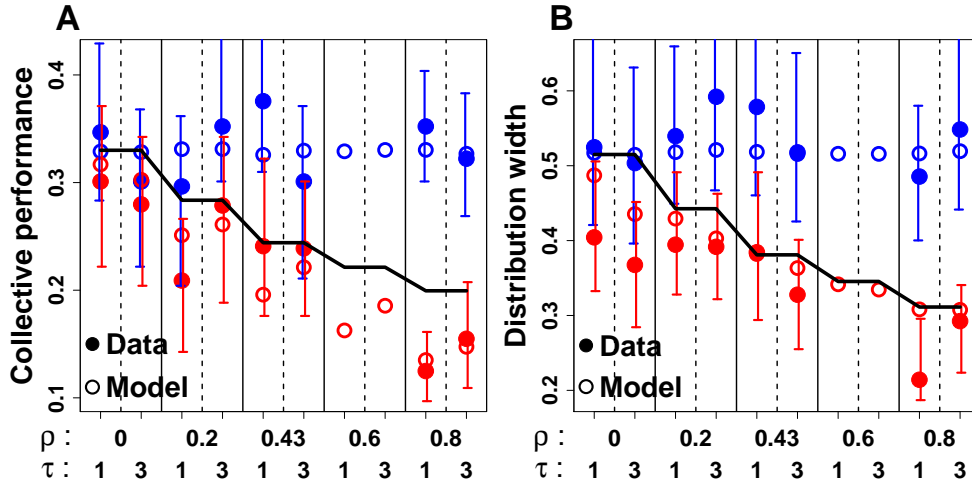 A
B
Collective performance
0.4
0.3
0.2
0.1
Data
Model
Distribution width
0.6
0.5
0.4
0.3
0.2
Data
Model
ρ : 0 0.2 0.43 0.6 0.8
τ : 1 3 1 3 1 3 1 3 1 3
ρ : 0 0.2 0.43 0.6 0.8
τ : 1 3 1 3 1 3 1 3 1 3